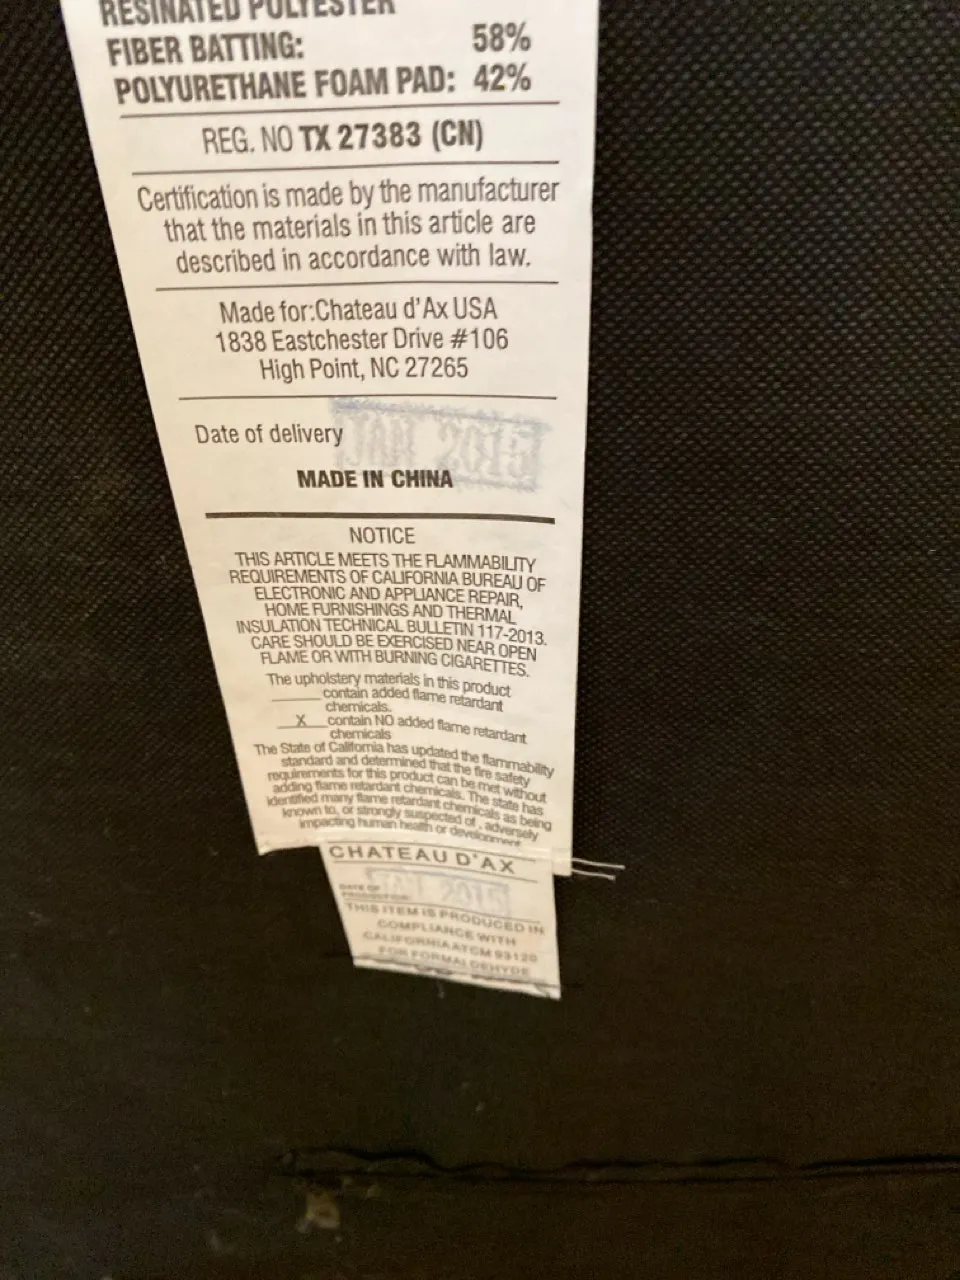 RESINATED POLYESTER
FIBER BATTING: 58%
POLYURETHANE FOAM PAD: 42%
REG. NO TX 27383 (CN)
Certification is made by the manufacturer
that the materials in this article are
described in accordance with law.
Made for:Chateau d'Ax USA
1838 Eastchester Drive #106
High Point, NC 27265
Date of delivery
MADE IN CHINA
NOTICE
THIS ARTICLE MEETS THE FLAMMABILITY
REQUIREMENTS OF CALIFORNIA BUREAU OF
ELECTRONIC AND APPLIANCE REPAIR,
HOME FURNISHINGS AND THERMAL
INSULATION TECHNICAL BULLETIN 117-2013.
CARE SHOULD BE EXERCISED NEAR OPEN
FLAME OR WITH BURNING CIGARETTES.
The upholstery materials in this product
____contain added flame retardant
chemicals.
__X__contain NO added flame retardant
chemicals
The State of California has updated the flammability
standard and determined that the fire safety
requirements for this product can be met without
adding flame retardant chemicals. The state has
identified many flame retardant chemicals as being
known to, or strongly suspected of , adversely
impacting human health or development
CHATEAU D'AX
DATE OF
PRODUCTION:
THIS ITEM IS PRODUCED IN
COMPLIANCE WITH
CALIFORNIA ATCM 93120
FOR FORMALDEHYDE